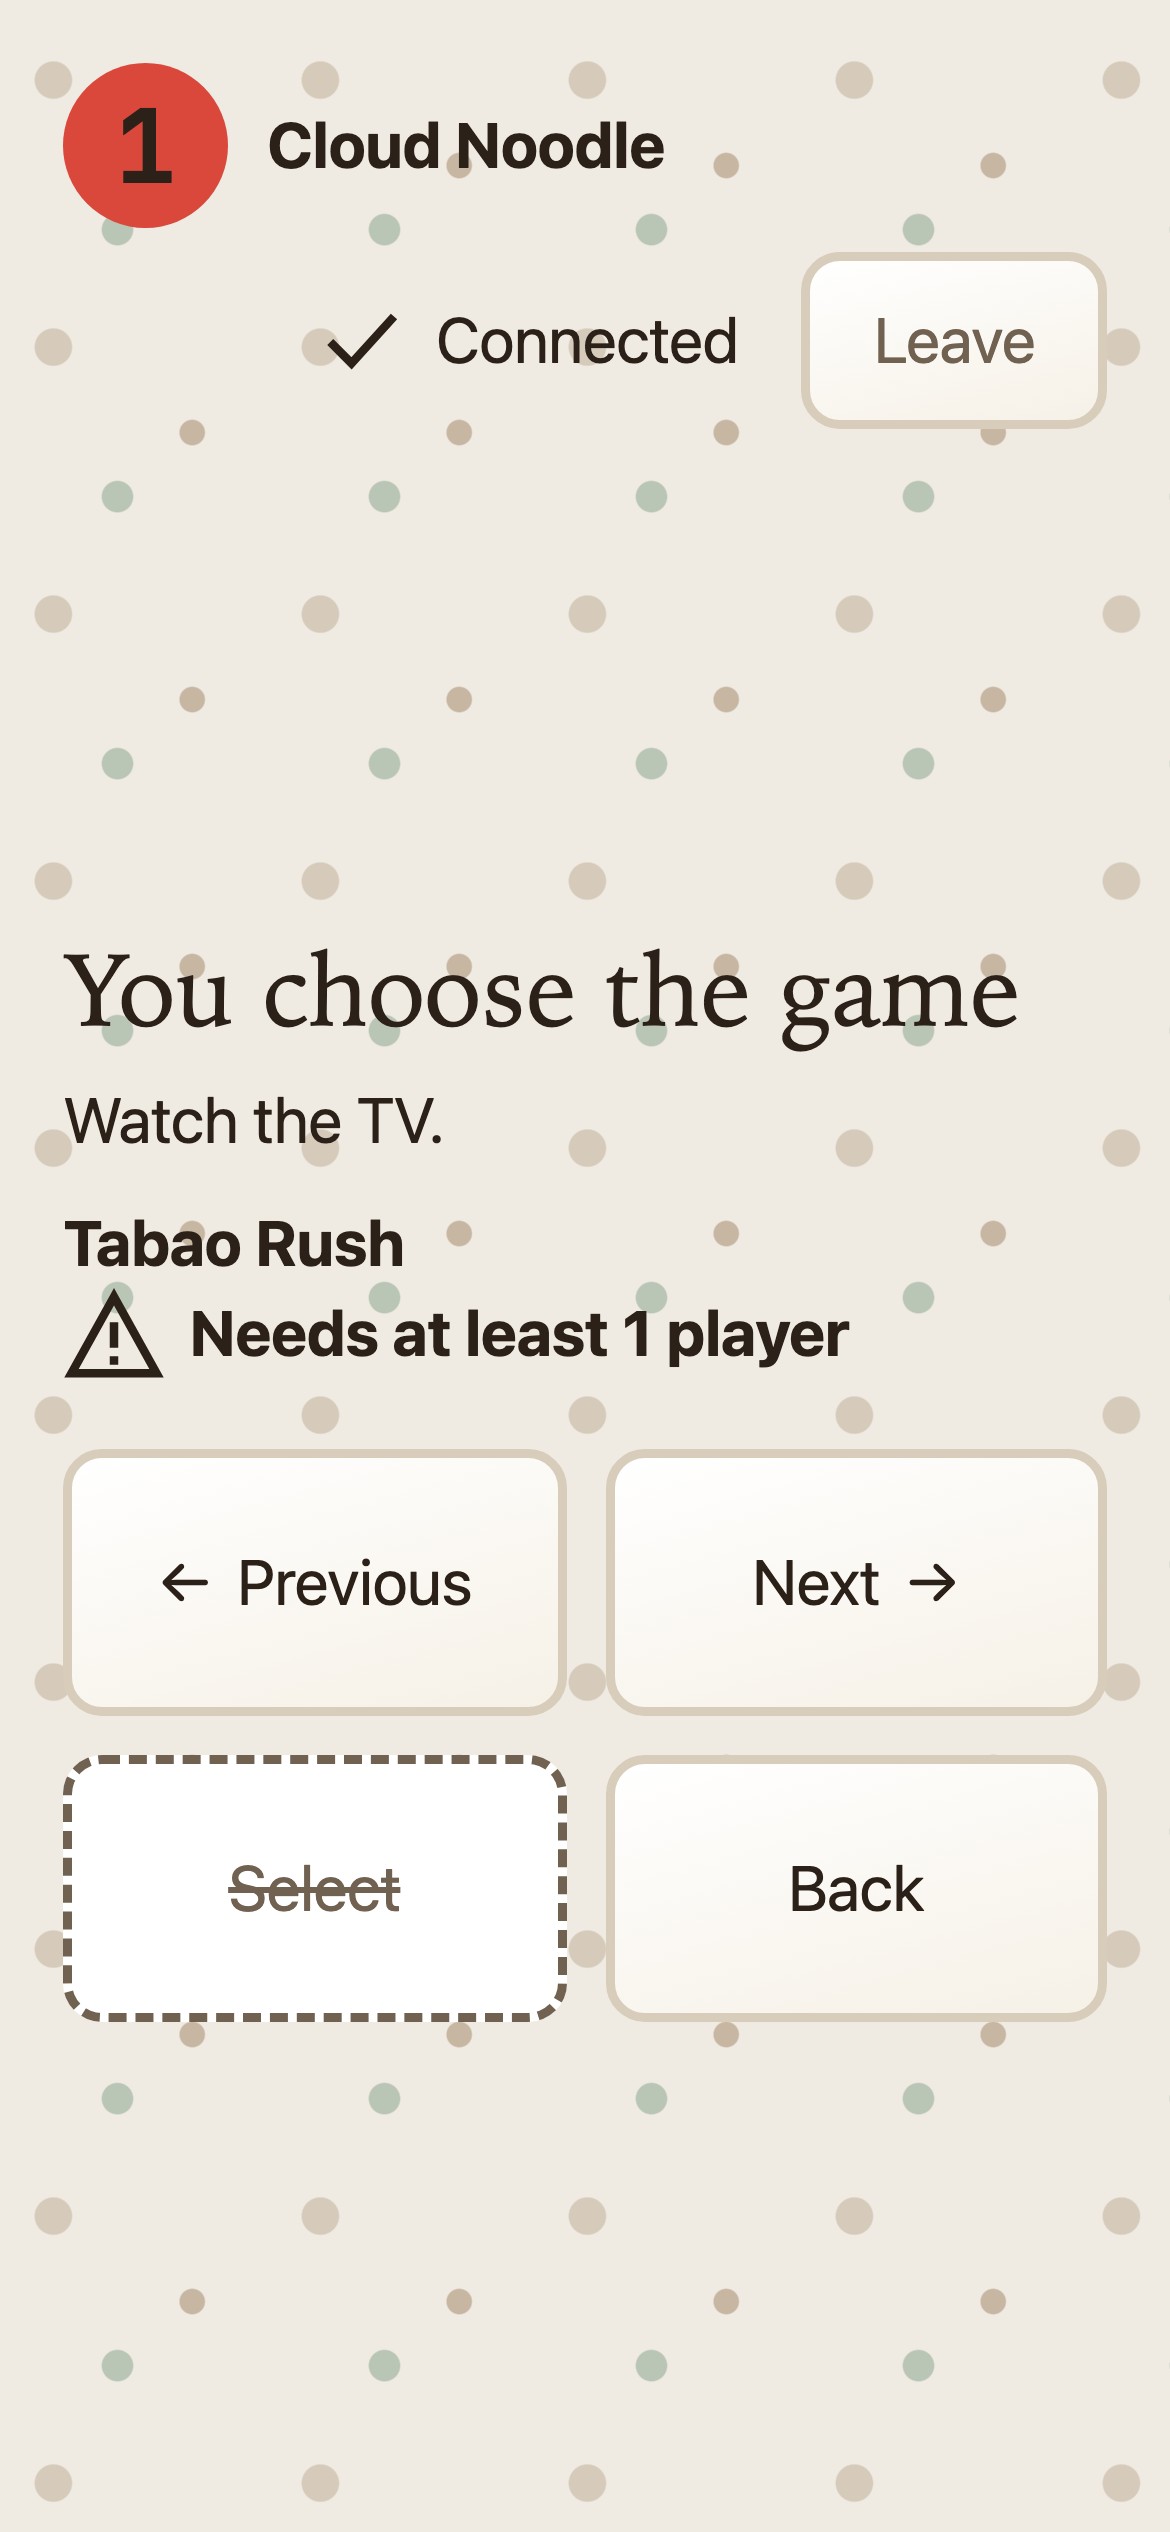 1
Cloud Noodle
Connected
Leave
You choose the game
Watch the TV.
Tabao Rush
Needs at least 1 player
← Previous
Next →
Select
Back